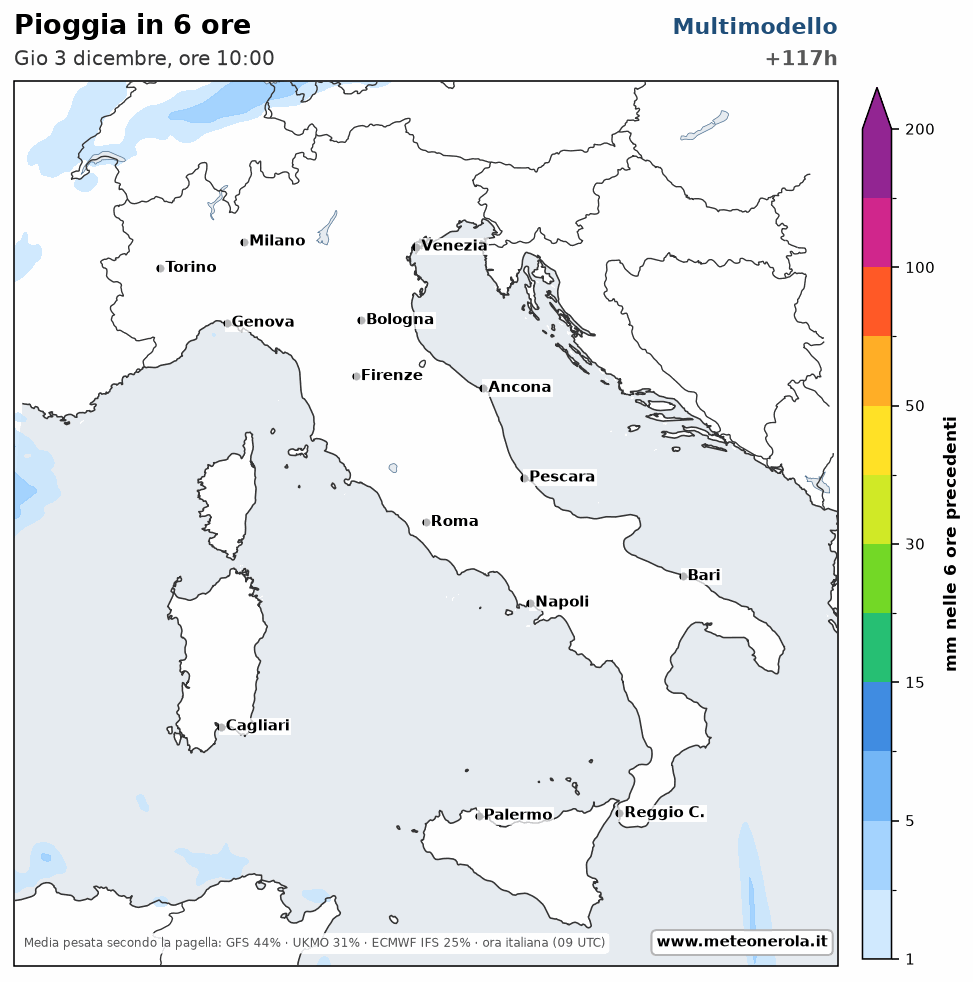 Pioggia in 6 ore
Multimodello
Gio 3 dicembre, ore 10:00
+117h
Milano
Venezia
Torino
Genova
Bologna
Firenze
Ancona
Pescara
Roma
Bari
Napoli
Cagliari
Palermo
Reggio C.
200
100
50
30
15
5
1
mm nelle 6 ore precedenti
Media pesata secondo la pagella: GFS 44% · UKMO 31% · ECMWF IFS 25% · ora italiana (09 UTC)
www.meteonerola.it